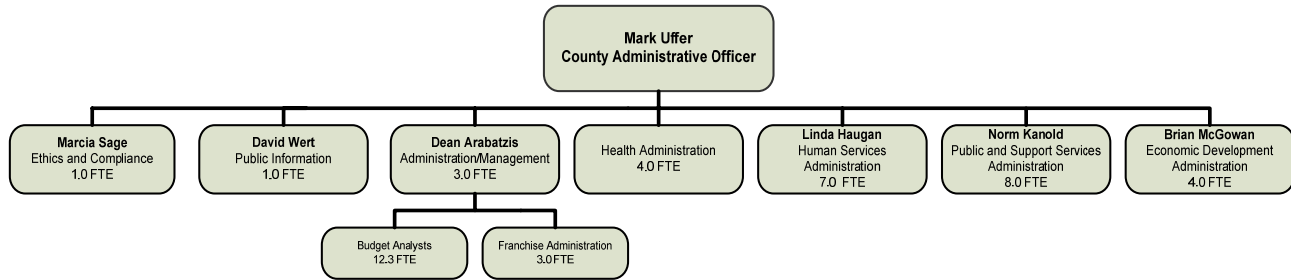 Mark Uffer
County Administrative Officer
Marcia Sage
Ethics and Compliance
1.0 FTE
David Wert
Public Information
1.0 FTE
Dean Arabatzis
Administration/Management
3.0 FTE
Health Administration
4.0 FTE
Linda Haugan
Human Services
Administration
7.0 FTE
Norm Kanold
Public and Support Services
Administration
8.0 FTE
Brian McGowan
Economic Development
Administration
4.0 FTE
Budget Analysts
12.3 FTE
Franchise Administration
3.0 FTE